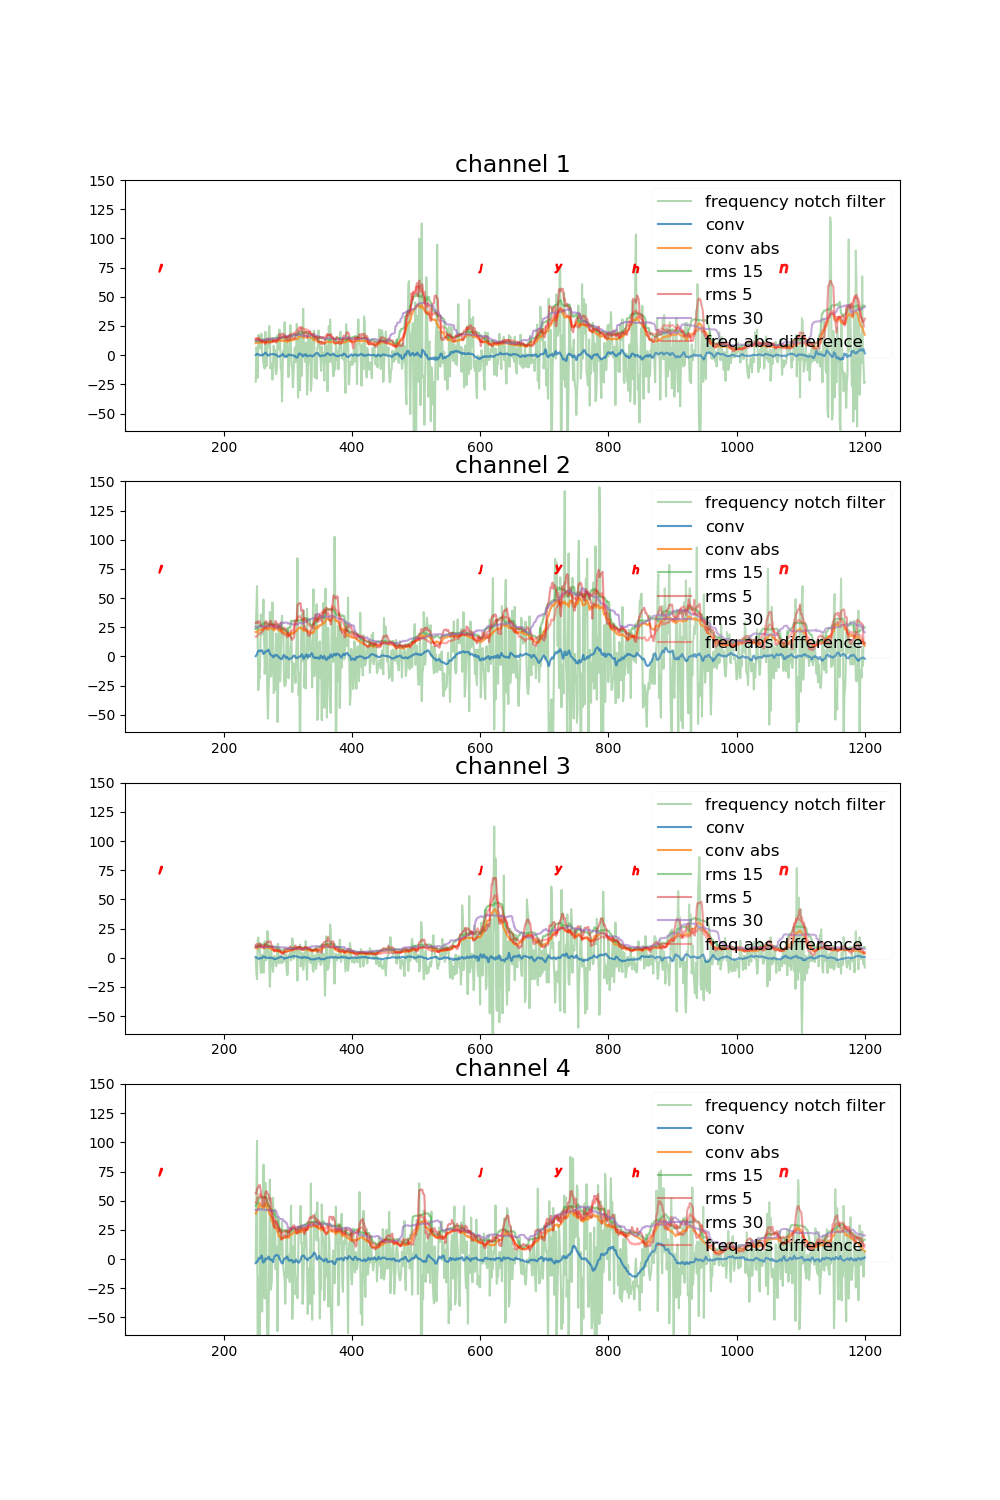 channel 1
150
125
100
75
50
25
0
−25
−50
j y h n
frequency notch filter
conv
conv abs
rms 15
rms 5
rms 30
freq abs difference
200 400 600 800 1000 1200
channel 2
150
125
100
75
50
25
0
−25
−50
j y h n
frequency notch filter
conv
conv abs
rms 15
rms 5
rms 30
freq abs difference
200 400 600 800 1000 1200
channel 3
150
125
100
75
50
25
0
−25
−50
j y h n
frequency notch filter
conv
conv abs
rms 15
rms 5
rms 30
freq abs difference
200 400 600 800 1000 1200
channel 4
150
125
100
75
50
25
0
−25
−50
j y h n
frequency notch filter
conv
conv abs
rms 15
rms 5
rms 30
freq abs difference
200 400 600 800 1000 1200